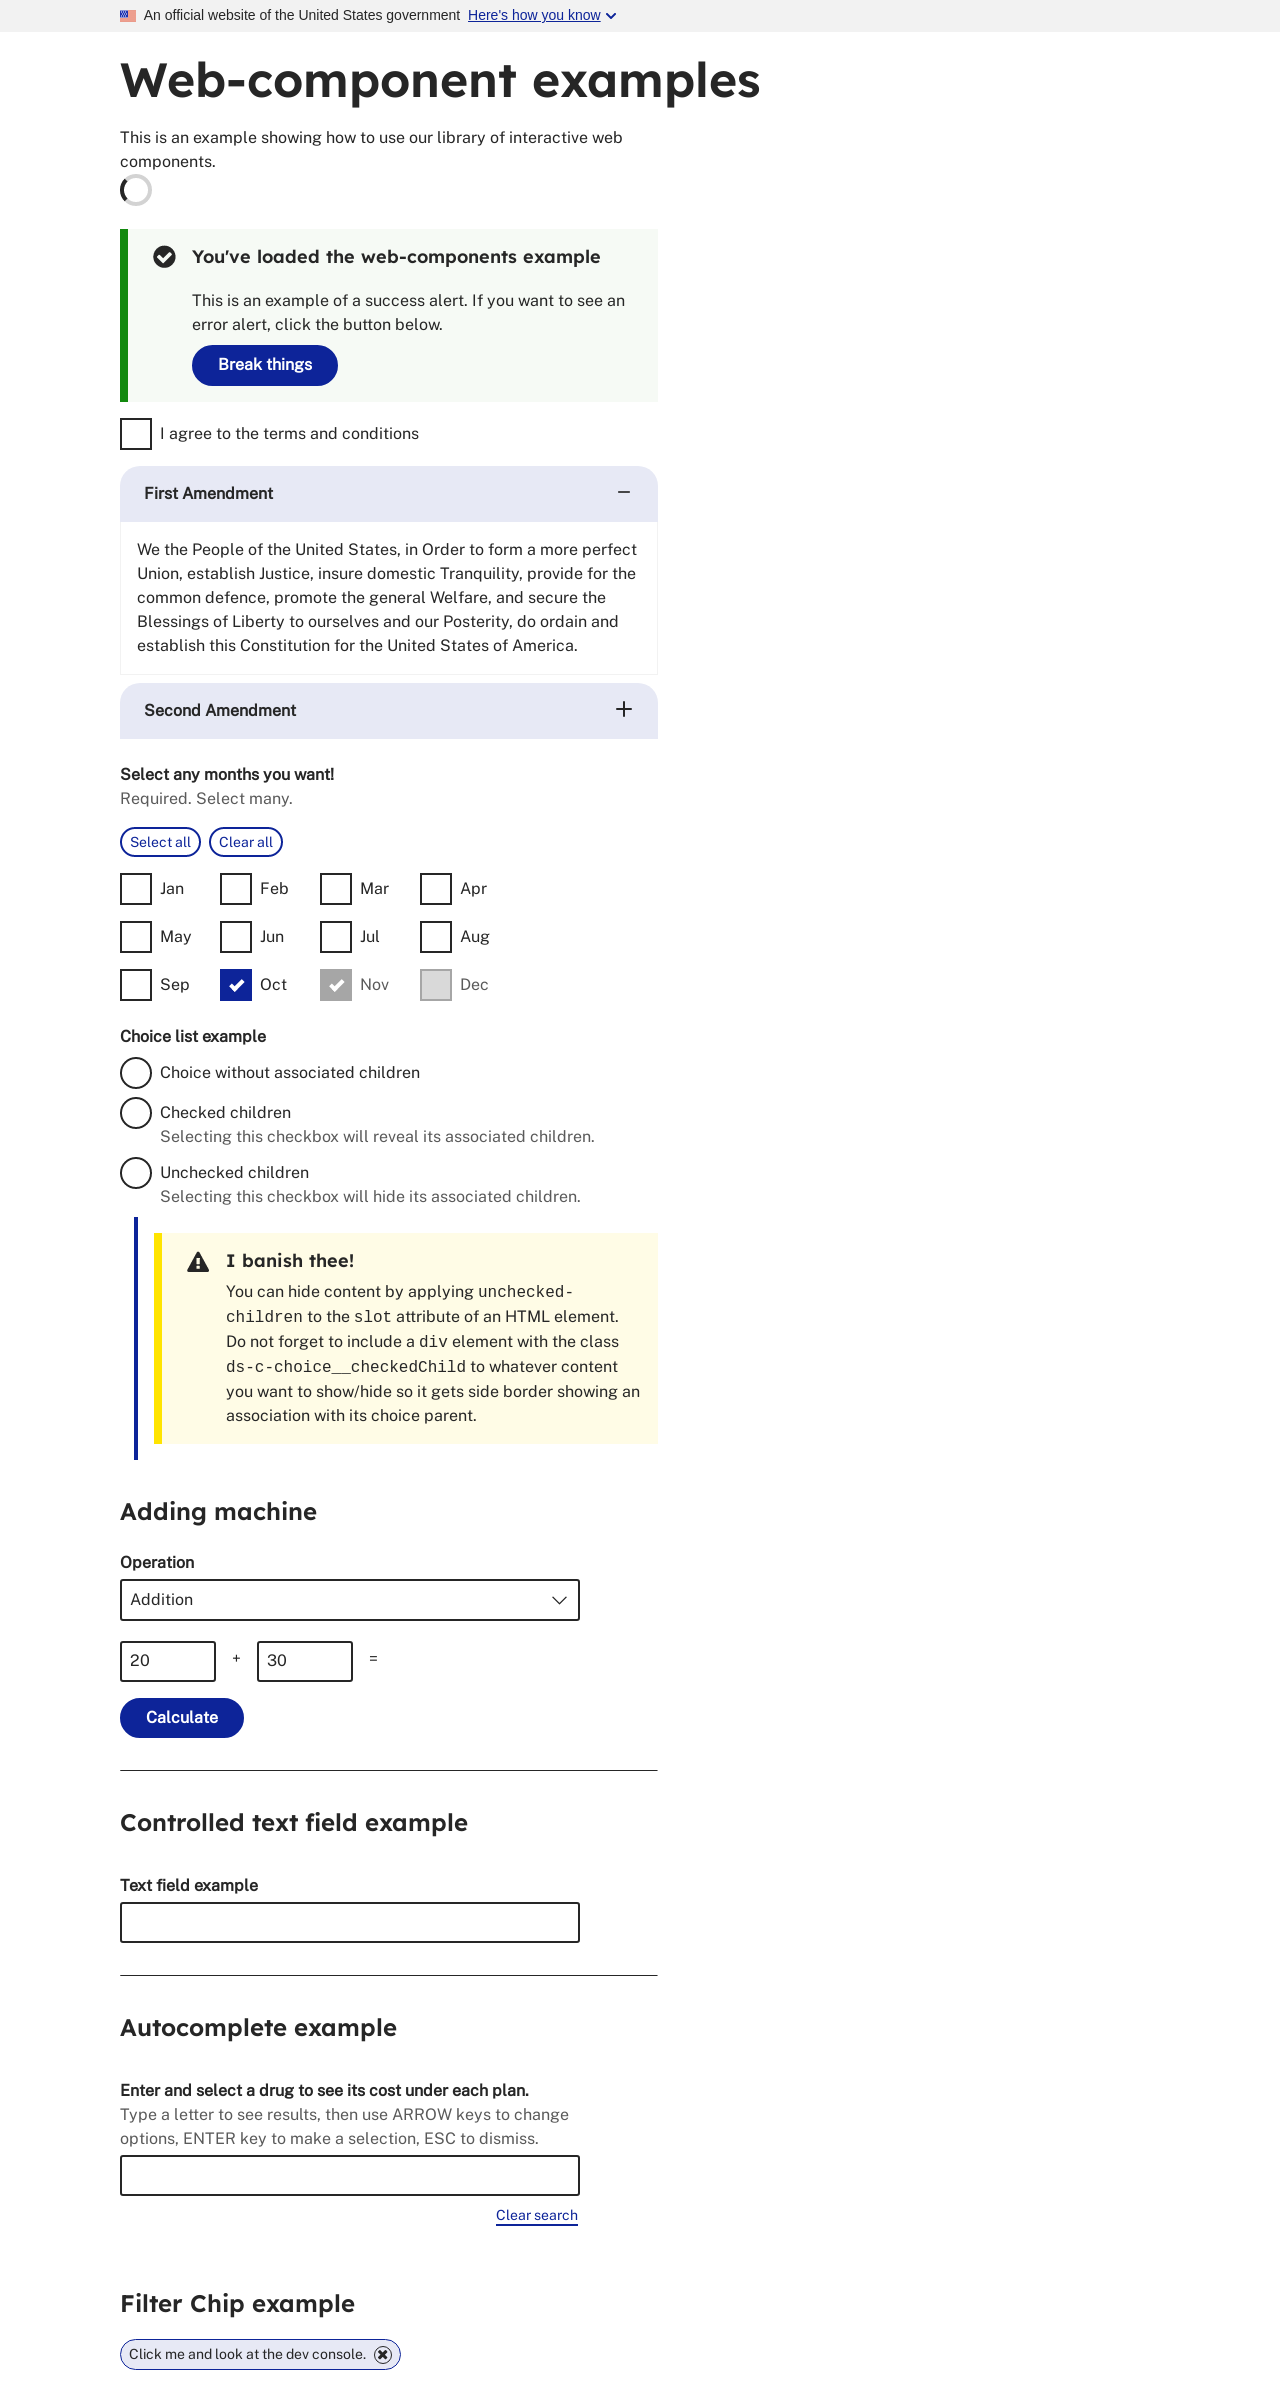 An official website of the United States government Here's how you know
Web-component examples
This is an example showing how to use our library of interactive web
components.
You've loaded the web-components example
This is an example of a success alert. If you want to see an
error alert, click the button below.
Break things
I agree to the terms and conditions
First Amendment
We the People of the United States, in Order to form a more perfect
Union, establish Justice, insure domestic Tranquility, provide for the
common defence, promote the general Welfare, and secure the
Blessings of Liberty to ourselves and our Posterity, do ordain and
establish this Constitution for the United States of America.
Second Amendment
Select any months you want!
Required. Select many.
Select all Clear all
Jan Feb Mar Apr
May Jun Jul Aug
Sep Oct Nov Dec
Choice list example
Choice without associated children
Checked children
Selecting this checkbox will reveal its associated children.
Unchecked children
Selecting this checkbox will hide its associated children.
I banish thee!
You can hide content by applying unchecked-
children to the slot attribute of an HTML element.
Do not forget to include a div element with the class
ds-c-choice__checkedChild to whatever content
you want to show/hide so it gets side border showing an
association with its choice parent.
Adding machine
Operation
Addition
20 + 30 =
Calculate
Controlled text field example
Text field example
Autocomplete example
Enter and select a drug to see its cost under each plan.
Type a letter to see results, then use ARROW keys to change
options, ENTER key to make a selection, ESC to dismiss.
Clear search
Filter Chip example
Click me and look at the dev console.